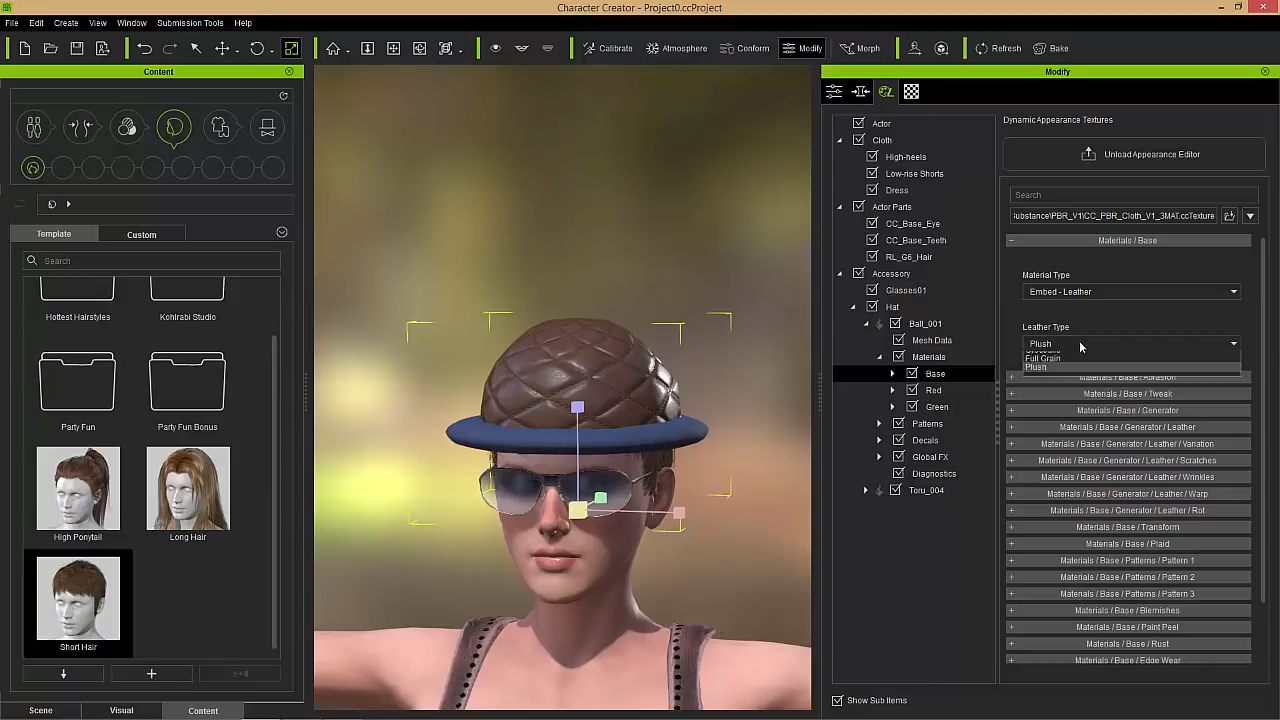 Character Creator - Project0.ccProject
File Edit Create View Window Submission Tools Help
Calibrate Atmosphere Conform Modify Morph Refresh Bake
Content
Template Custom
Search
Hottest Hairstyles Kohlrabi Studio
Party Fun Party Fun Bonus
High Ponytail Long Hair
Short Hair
Scene Visual Content
Modify
Actor
Cloth
High-heels
Low-rise Shorts
Dress
Actor Parts
CC_Base_Eye
CC_Base_Teeth
RL_G6_Hair
Accessory
Glasses01
Hat
Ball_001
Mesh Data
Materials
Base
Red
Green
Patterns
Decals
Global FX
Diagnostics
Toru_004
Show Sub Items
Dynamic Appearance Textures
Unload Appearance Editor
Search
\PBR_V1\CC_PBR_Cloth_V1_3MAT.ccTexture
Materials / Base
Material Type
Embed - Leather
Leather Type
Plush
Full Grain
Plush
Materials / Base / Abrasion
Materials / Base / Tweak
Materials / Base / Generator
Materials / Base / Generator / Leather
Materials / Base / Generator / Leather / Variation
Materials / Base / Generator / Leather / Scratches
Materials / Base / Generator / Leather / Wrinkles
Materials / Base / Generator / Leather / Warp
Materials / Base / Generator / Leather / Rot
Materials / Base / Transform
Materials / Base / Plaid
Materials / Base / Patterns / Pattern 1
Materials / Base / Patterns / Pattern 2
Materials / Base / Patterns / Pattern 3
Materials / Base / Blemishes
Materials / Base / Paint Peel
Materials / Base / Rust
Materials / Base / Edge Wear